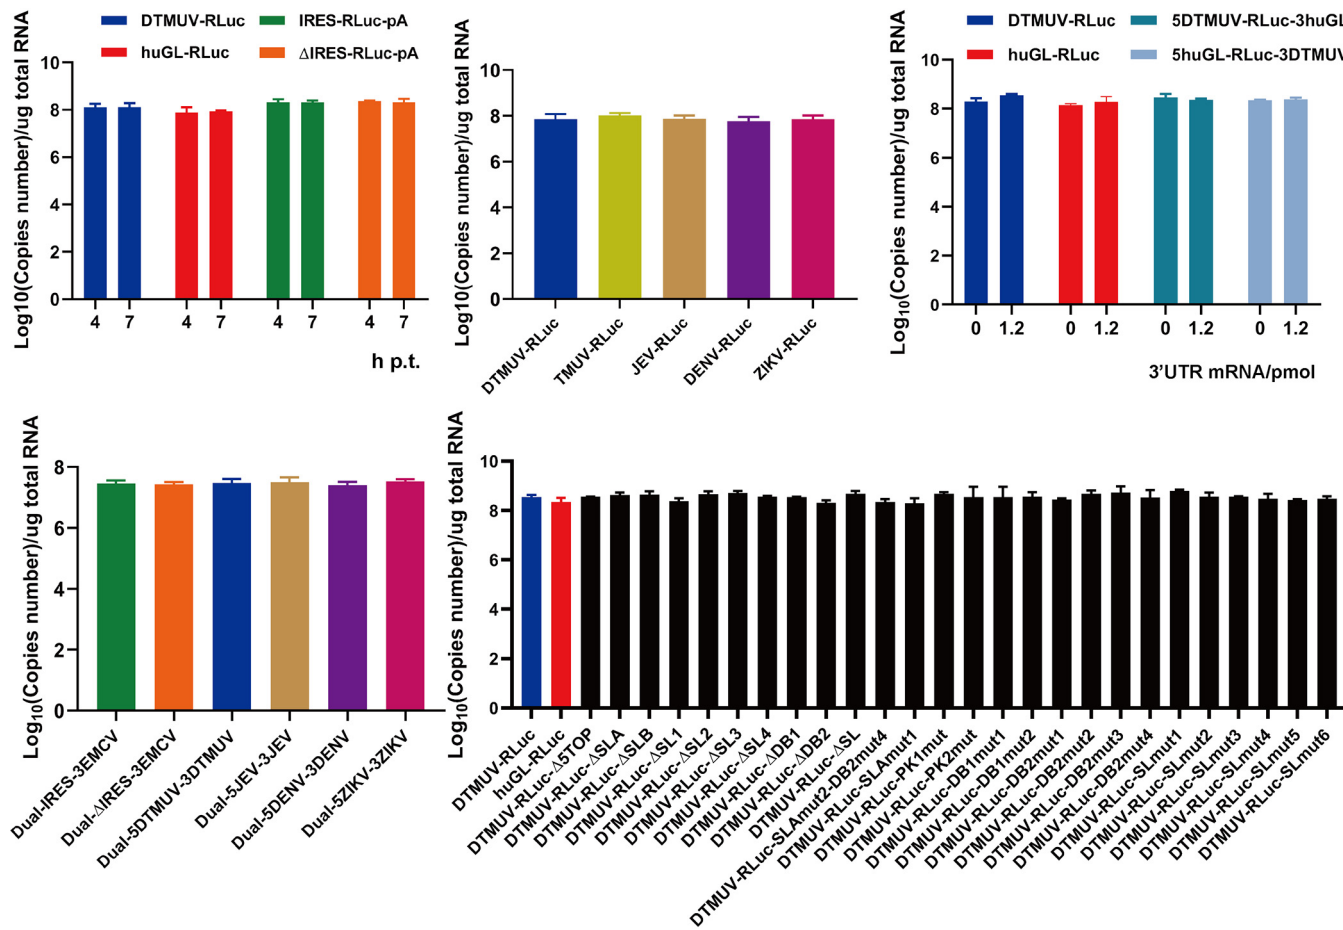 DTMUV-RLuc
IRES-RLuc-pA
huGL-RLuc
ΔIRES-RLuc-pA
Log10(Copies number)/ug total RNA
10
8
6
4
2
0
4 7 4 7 4 7 4 7
h p.t.
Log10(Copies number)/ug total RNA
10
8
6
4
2
0
DTMUV-RLuc
TMUV-RLuc
JEV-RLuc
DENV-RLuc
ZIKV-RLuc
DTMUV-RLuc
5DTMUV-RLuc-3huGL
huGL-RLuc
5huGL-RLuc-3DTMUV
Log₁₀(Copies number)/ug total RNA
10
8
6
4
2
0
0 1.2 0 1.2 0 1.2 0 1.2
3'UTR mRNA/pmol
Log₁₀(Copies number)/ug total RNA
8
6
4
2
0
Dual-IRES-3EMCV
Dual-ΔIRES-3EMCV
Dual-5DTMUV-3DTMUV
Dual-5JEV-3JEV
Dual-5DENV-3DENV
Dual-5ZIKV-3ZIKV
Log₁₀(Copies number)/ug total RNA
10
8
6
4
2
0
DTMUV-RLuc
huGL-RLuc
DTMUV-RLuc-Δ5TOP
DTMUV-RLuc-ΔSLA
DTMUV-RLuc-ΔSLB
DTMUV-RLuc-ΔSL1
DTMUV-RLuc-ΔSL2
DTMUV-RLuc-ΔSL3
DTMUV-RLuc-ΔSL4
DTMUV-RLuc-ΔDB1
DTMUV-RLuc-ΔDB2
DTMUV-RLuc-ΔSL
DTMUV-RLuc-SLAmut2-DB2mut4
DTMUV-RLuc-SLAmut1
DTMUV-RLuc-PK1mut
DTMUV-RLuc-PK2mut
DTMUV-RLuc-DB1mut1
DTMUV-RLuc-DB1mut2
DTMUV-RLuc-DB2mut1
DTMUV-RLuc-DB2mut2
DTMUV-RLuc-DB2mut3
DTMUV-RLuc-DB2mut4
DTMUV-RLuc-SLmut1
DTMUV-RLuc-SLmut2
DTMUV-RLuc-SLmut3
DTMUV-RLuc-SLmut4
DTMUV-RLuc-SLmut5
DTMUV-RLuc-SLmut6